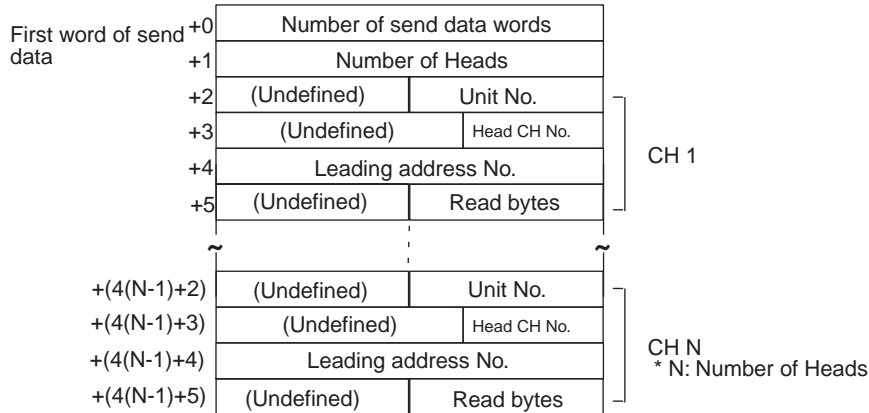 First word of send data
+0 Number of send data words
+1 Number of Heads
+2 (Undefined) Unit No.
+3 (Undefined) Head CH No.
+4 Leading address No.
+5 (Undefined) Read bytes
CH 1
~ ~
+(4(N-1)+2) (Undefined) Unit No.
+(4(N-1)+3) (Undefined) Head CH No.
+(4(N-1)+4) Leading address No.
+(4(N-1)+5) (Undefined) Read bytes
CH N
* N: Number of Heads